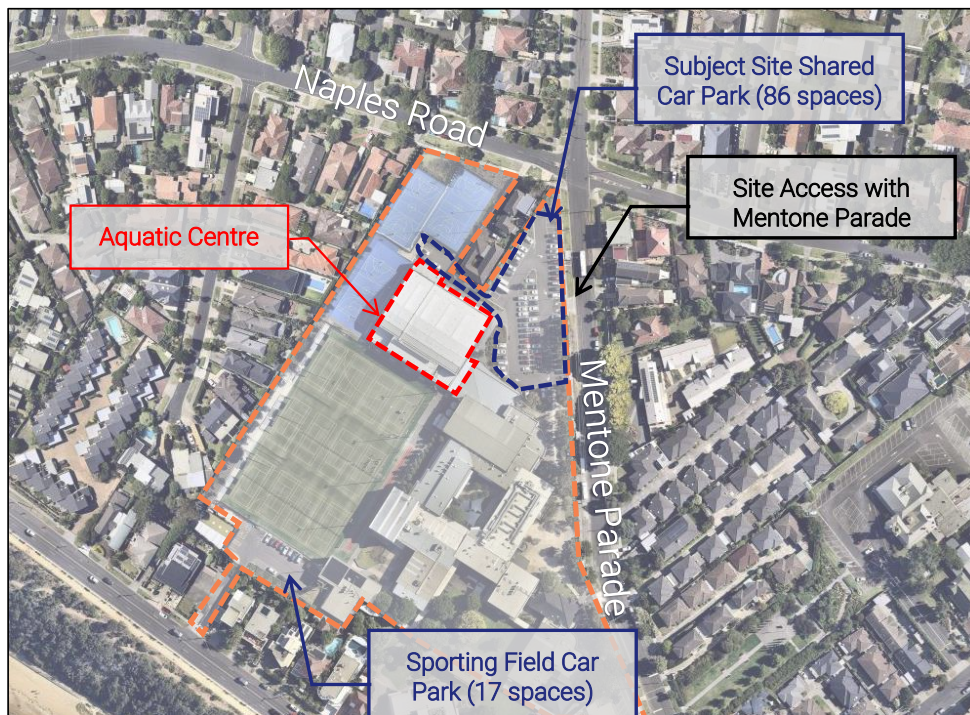 Naples Road
Subject Site Shared
Car Park (86 spaces)
Site Access with
Mentone Parade
Aquatic Centre
Mentone Parade
Sporting Field Car
Park (17 spaces)